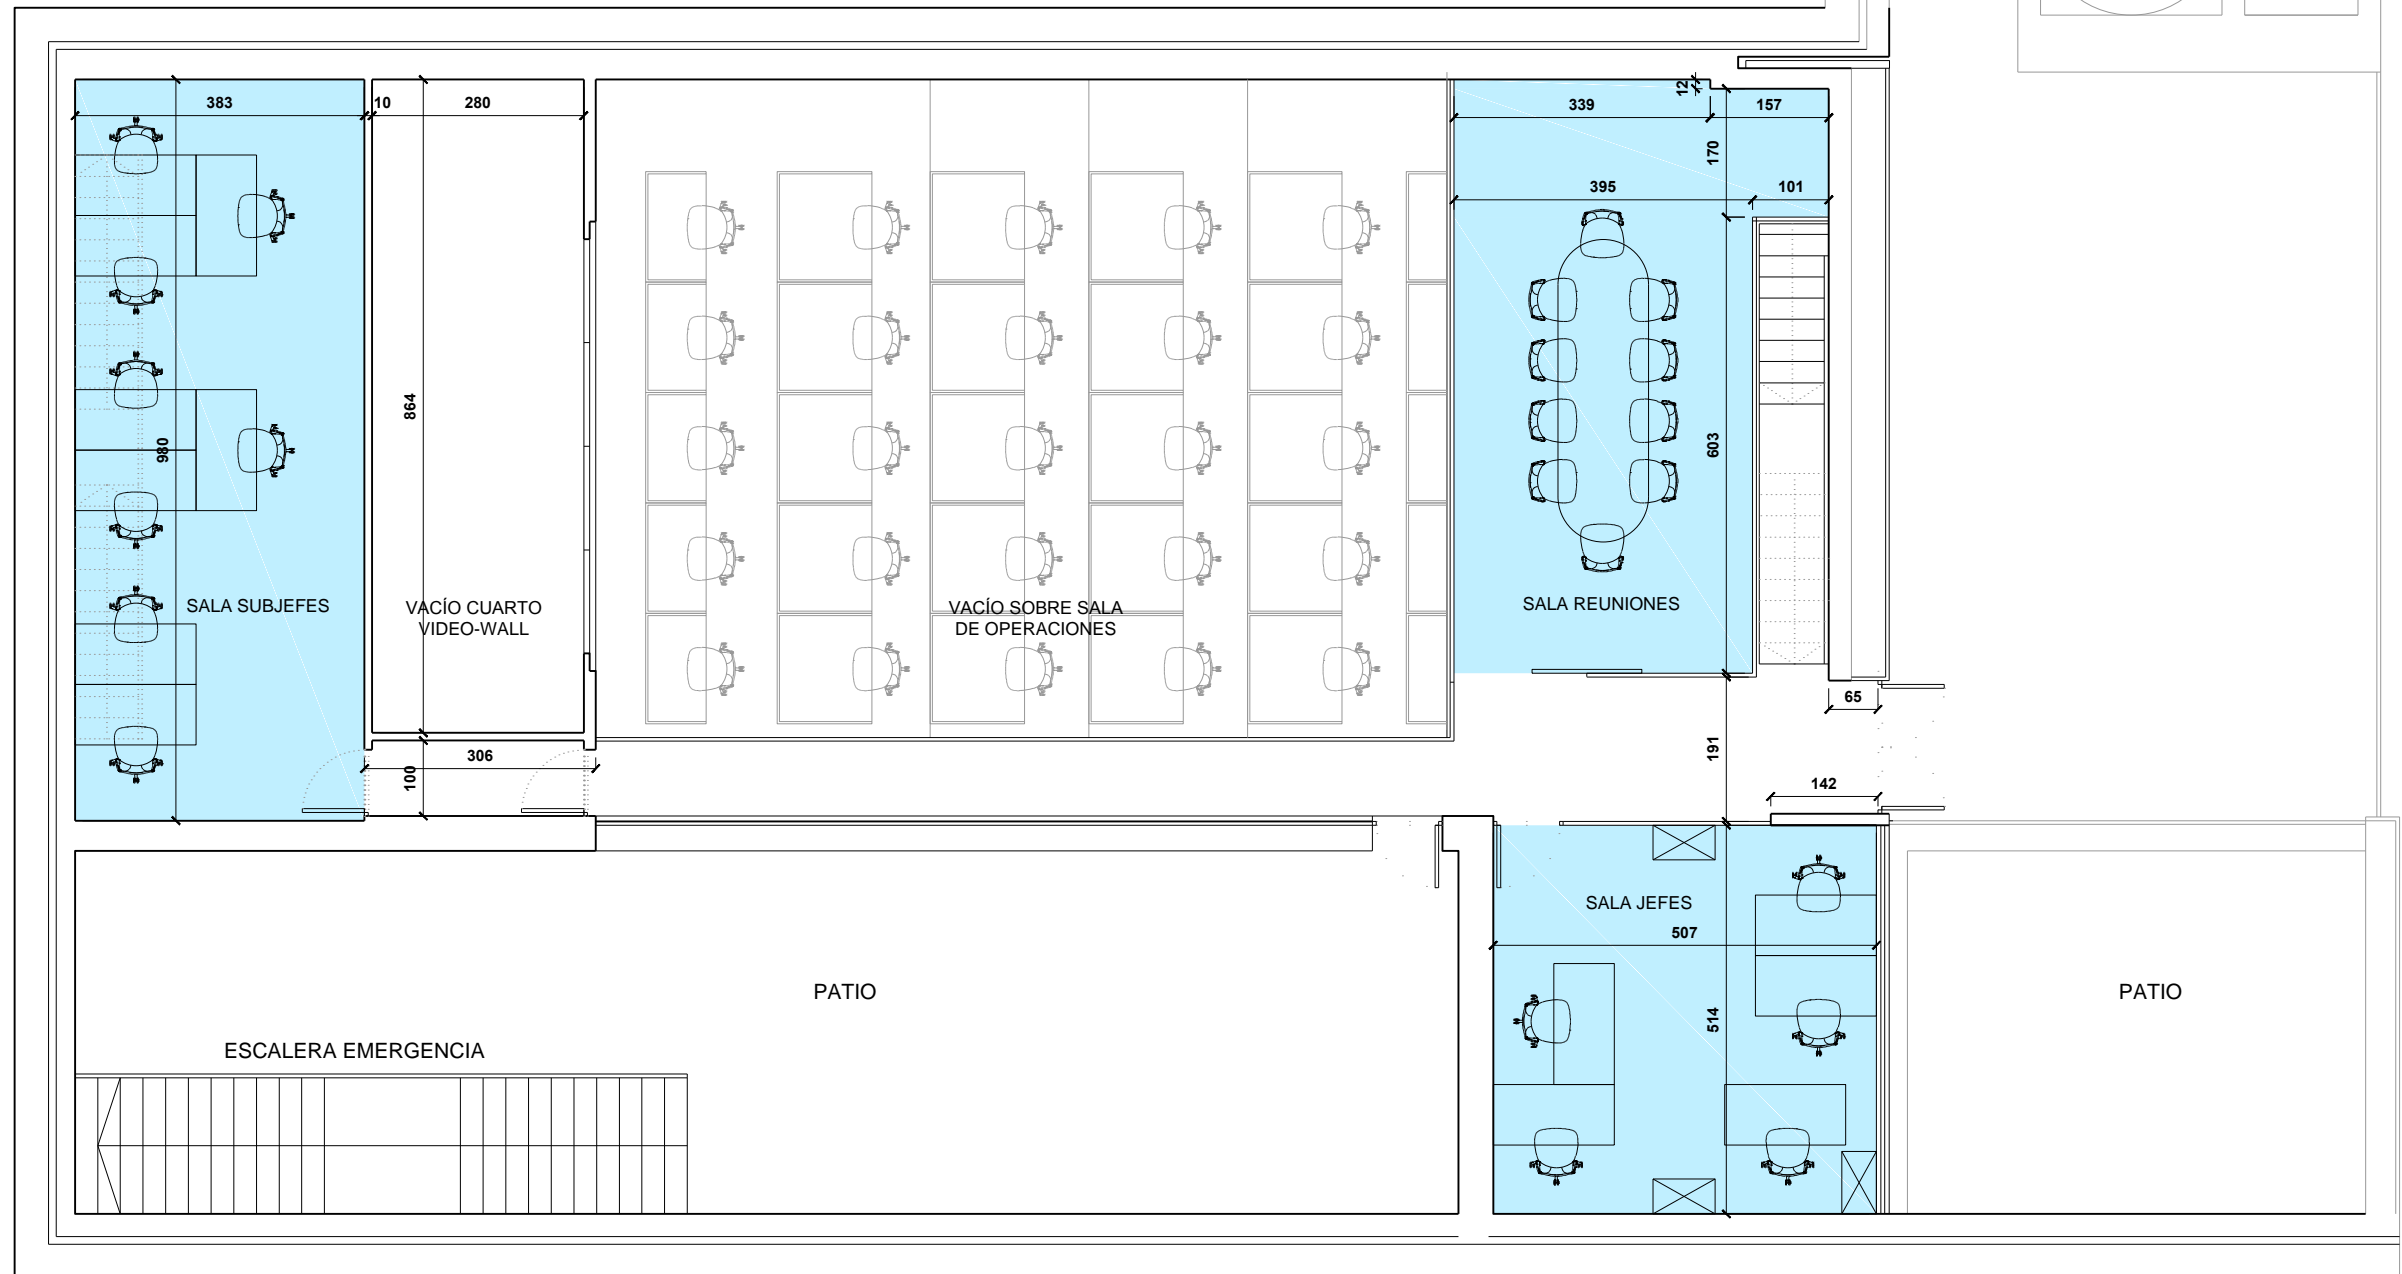 383
10
280
12
339
157
170
395
101
864
980
603
SALA SUBJEFES
VACÍO CUARTO
VIDEO-WALL
VACÍO SOBRE SALA
DE OPERACIONES
SALA REUNIONES
65
191
306
100
142
SALA JEFES
507
514
PATIO
PATIO
ESCALERA EMERGENCIA